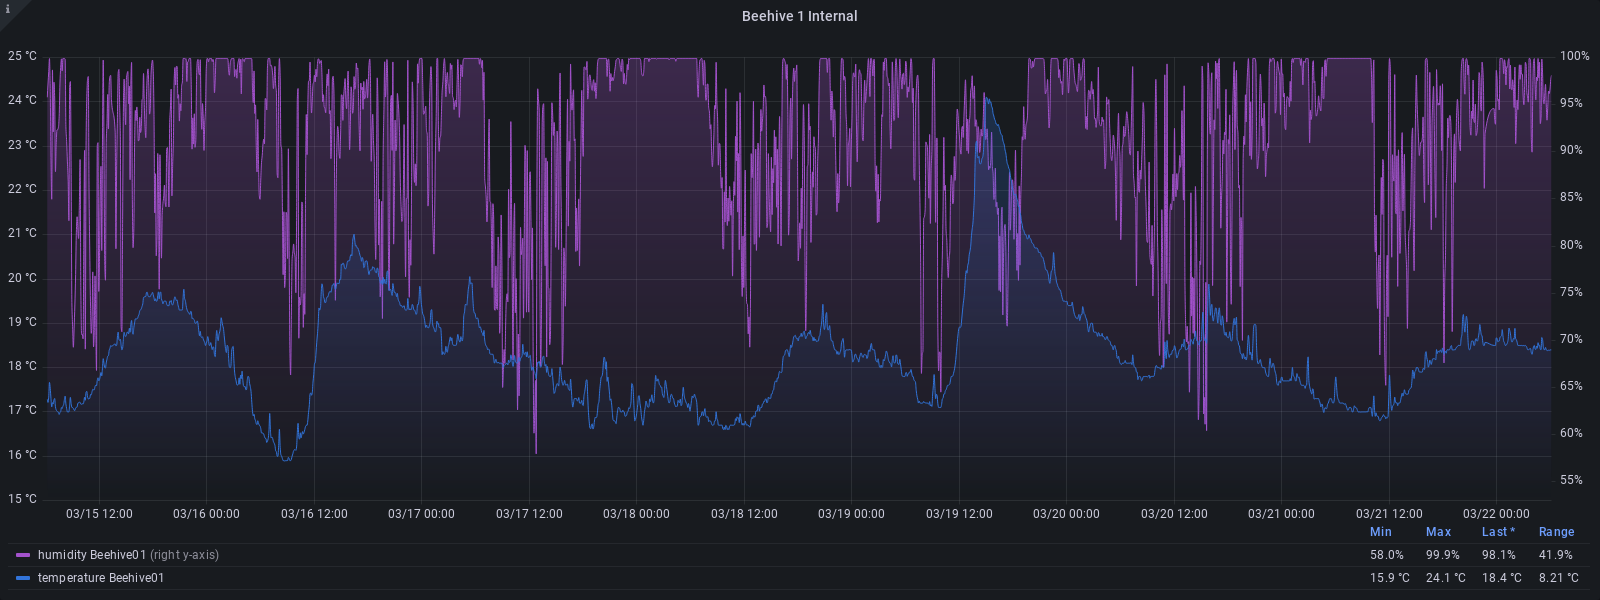 i
Beehive 1 Internal
25 °C 100%
24 °C 95%
23 °C 90%
22 °C 85%
21 °C 80%
20 °C 75%
19 °C 70%
18 °C 65%
17 °C 60%
16 °C 55%
15 °C
03/15 12:00 03/16 00:00 03/16 12:00 03/17 00:00 03/17 12:00 03/18 00:00 03/18 12:00 03/19 00:00 03/19 12:00 03/20 00:00 03/20 12:00 03/21 00:00 03/21 12:00 03/22 00:00
Min Max Last * Range
humidity Beehive01 (right y-axis) 58.0% 99.9% 98.1% 41.9%
temperature Beehive01 15.9 °C 24.1 °C 18.4 °C 8.21 °C